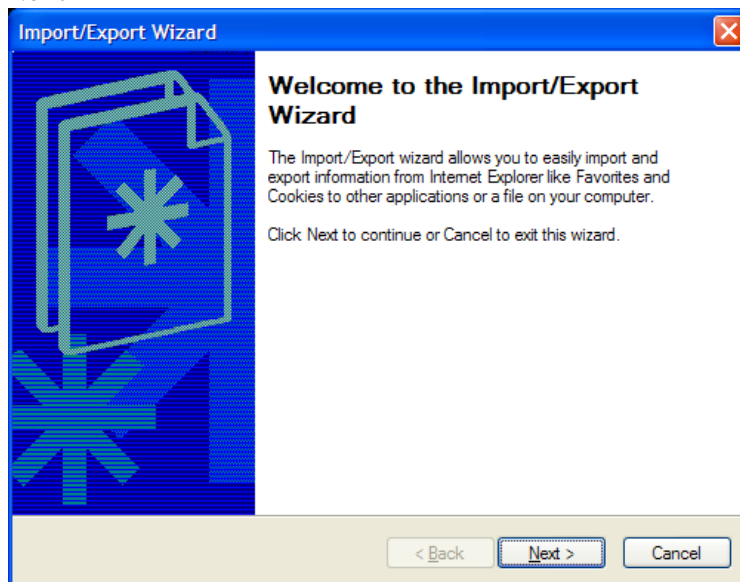 Import/Export Wizard
Welcome to the Import/Export
Wizard
The Import/Export wizard allows you to easily import and
export information from Internet Explorer like Favorites and
Cookies to other applications or a file on your computer.
Click Next to continue or Cancel to exit this wizard.
< Back Next > Cancel